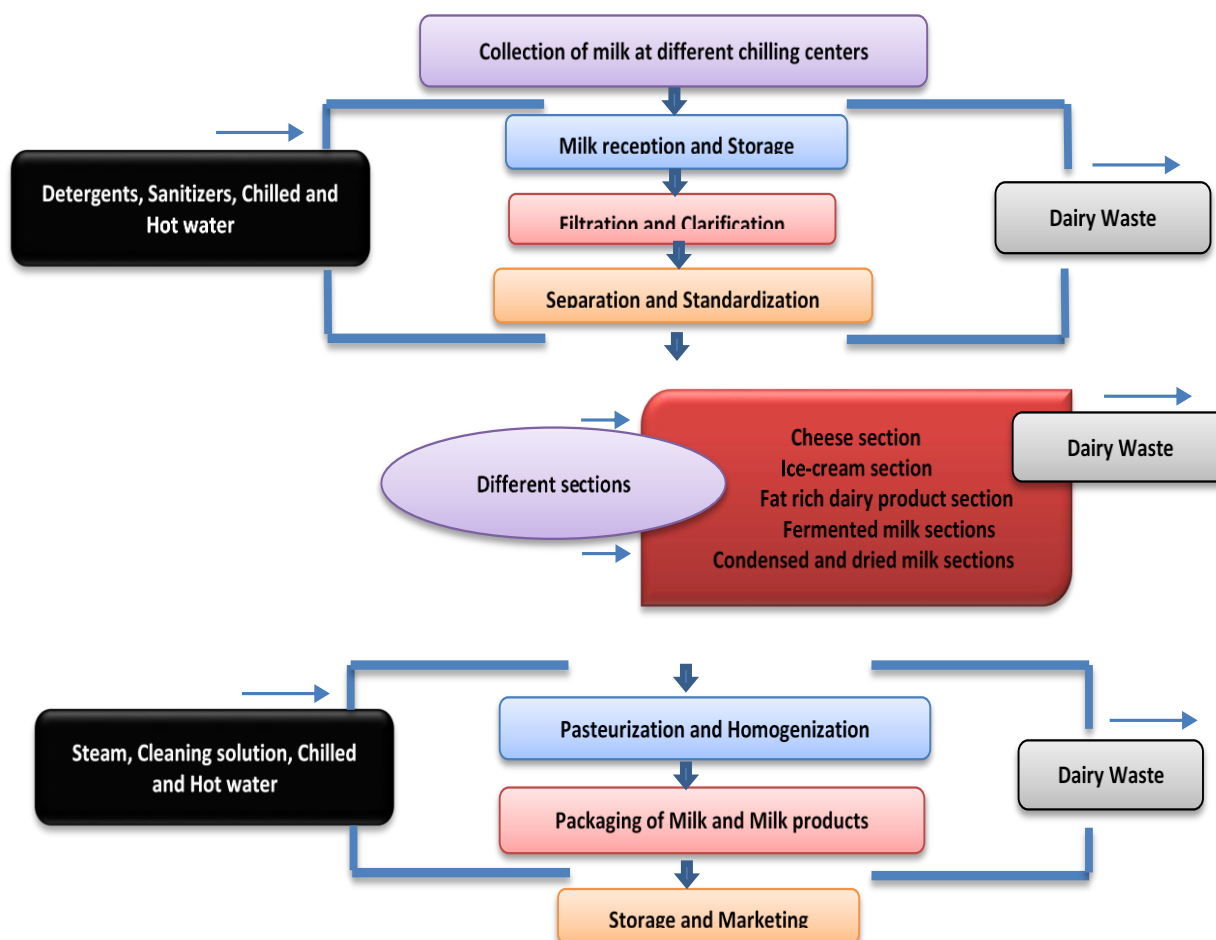 Collection of milk at different chilling centers
Milk reception and Storage
Detergents, Sanitizers, Chilled and
Hot water
Filtration and Clarification
Dairy Waste
Separation and Standardization
Different sections
Cheese section
Ice-cream section
Fat rich dairy product section
Fermented milk sections
Condensed and dried milk sections
Dairy Waste
Pasteurization and Homogenization
Steam, Cleaning solution, Chilled
and Hot water
Dairy Waste
Packaging of Milk and Milk products
Storage and Marketing